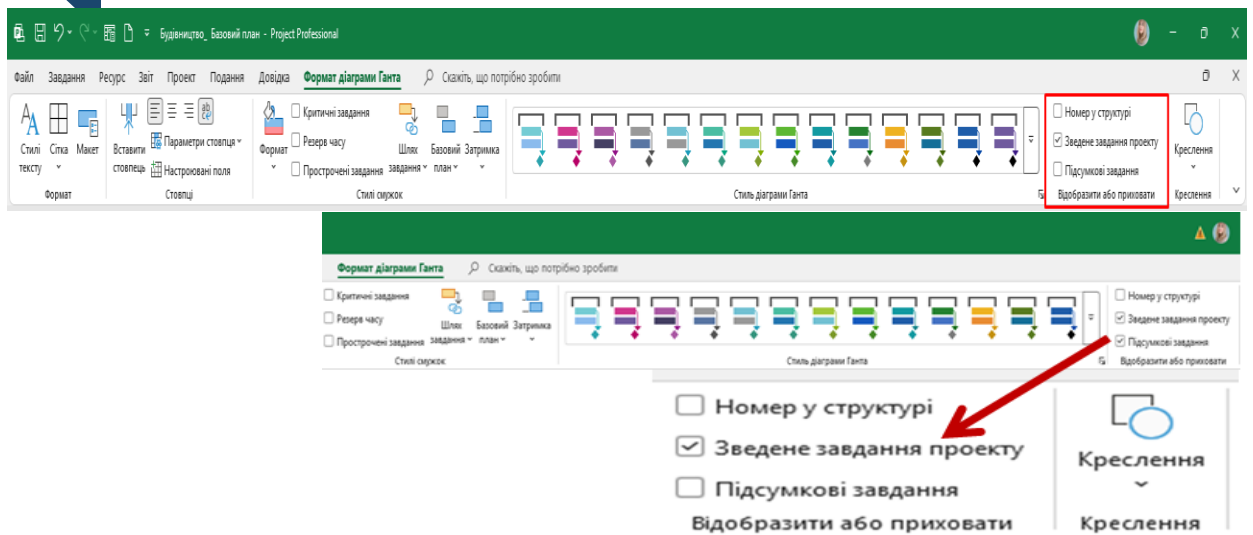 Будівництво_ Базовий план - Project Professional
Файл Завдання Ресурс Звіт Проект Подання Довідка Формат діаграми Ганта Скажіть, що потрібно зробити
Стилі тексту
Сітка
Макет
Формат
Вставити стовпець
Параметри стовпця
Настроювані поля
Стовпці
Формат
Критичні завдання
Резерв часу
Прострочені завдання
Шлях завдання
Базовий план
Затримка
Стилі смужок
Стиль діаграми Ганта
Номер у структурі
Зведене завдання проекту
Підсумкові завдання
Відобразити або приховати
Креслення
Креслення
Формат діаграми Ганта Скажіть, що потрібно зробити
Критичні завдання
Резерв часу
Прострочені завдання
Шлях завдання
Базовий план
Затримка
Стилі смужок
Стиль діаграми Ганта
Номер у структурі
Зведене завдання проекту
Підсумкові завдання
Відобразити або приховати
Номер у структурі
Зведене завдання проекту
Підсумкові завдання
Відобразити або приховати
Креслення
Креслення